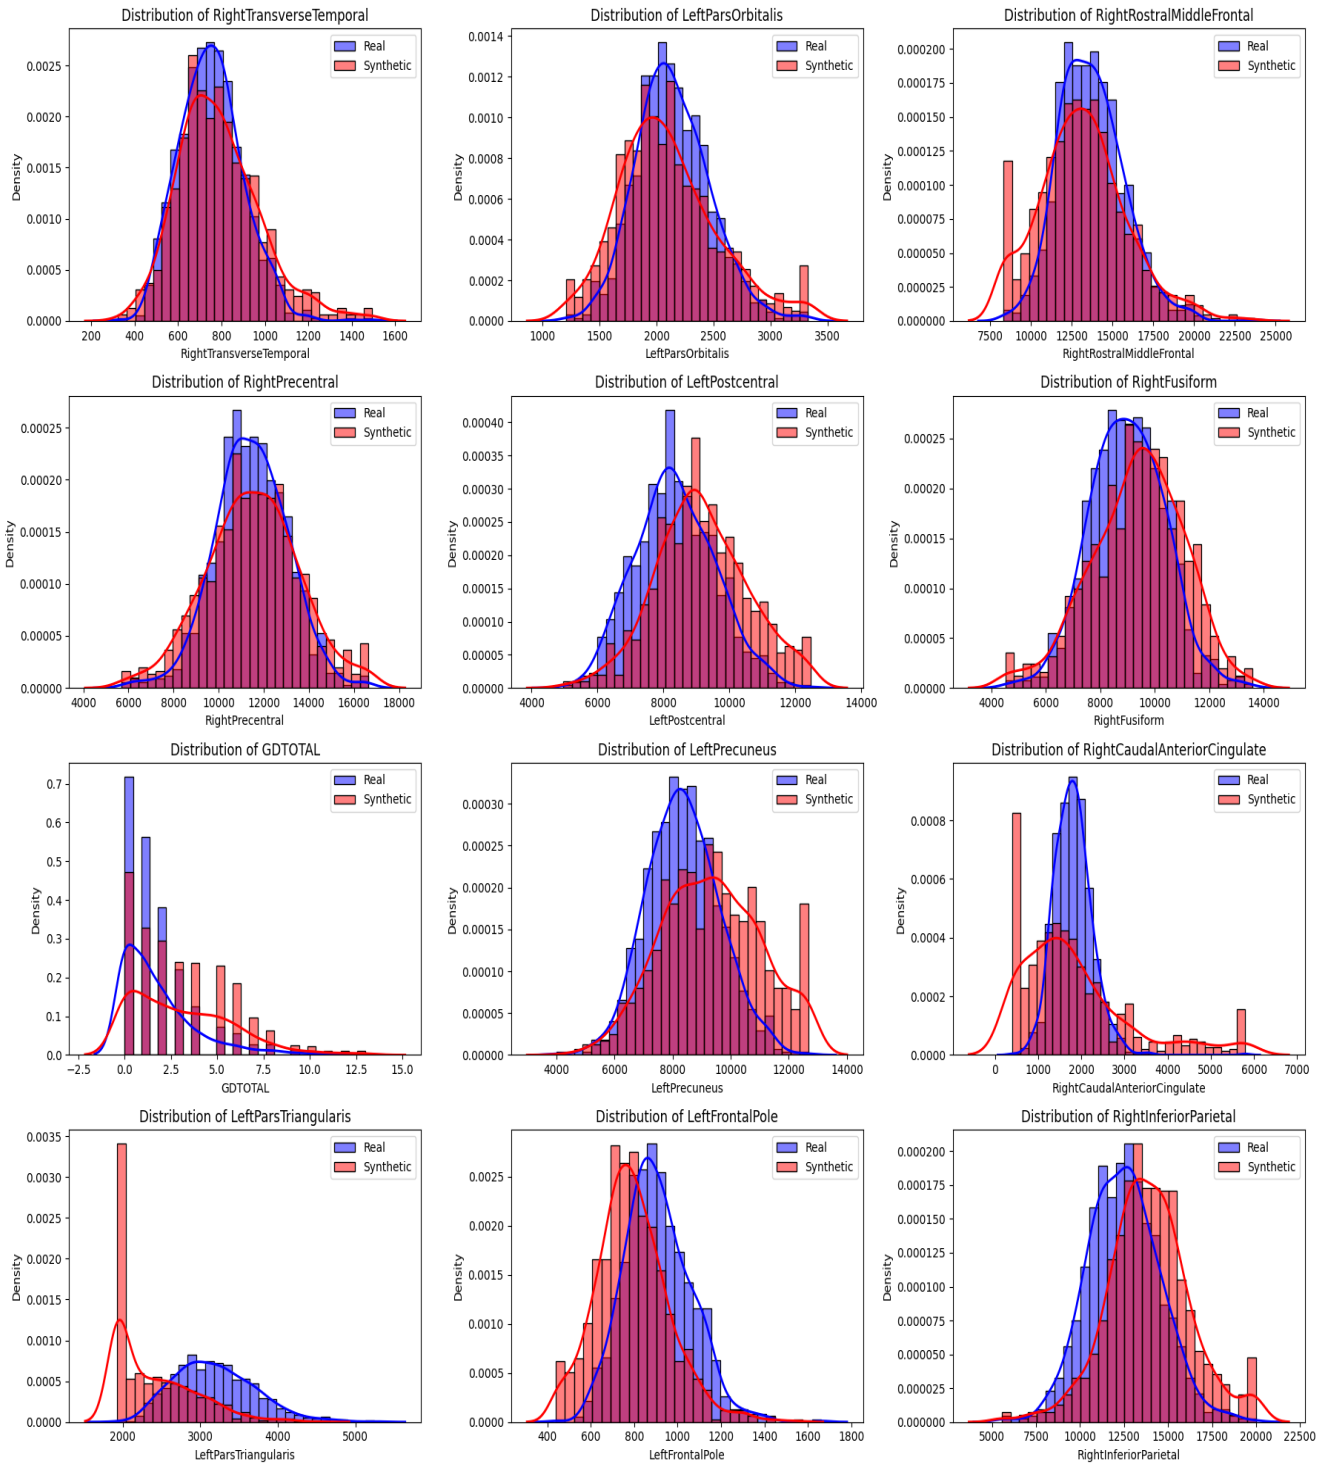 Distribution of RightTransverseTemporal
Real
Synthetic
Density
0.0025
0.0020
0.0015
0.0010
0.0005
0.0000
200 400 600 800 1000 1200 1400 1600
RightTransverseTemporal
Distribution of LeftParsOrbitalis
Real
Synthetic
Density
0.0014
0.0012
0.0010
0.0008
0.0006
0.0004
0.0002
0.0000
1000 1500 2000 2500 3000 3500
LeftParsOrbitalis
Distribution of RightRostralMiddleFrontal
Real
Synthetic
Density
0.000200
0.000175
0.000150
0.000125
0.000100
0.000075
0.000050
0.000025
0.000000
7500 10000 12500 15000 17500 20000 22500 25000
RightRostralMiddleFrontal
Distribution of RightPrecentral
Real
Synthetic
Density
0.00025
0.00020
0.00015
0.00010
0.00005
0.00000
4000 6000 8000 10000 12000 14000 16000 18000
RightPrecentral
Distribution of LeftPostcentral
Real
Synthetic
Density
0.00040
0.00035
0.00030
0.00025
0.00020
0.00015
0.00010
0.00005
0.00000
4000 6000 8000 10000 12000 14000
LeftPostcentral
Distribution of RightFusiform
Real
Synthetic
Density
0.00025
0.00020
0.00015
0.00010
0.00005
0.00000
4000 6000 8000 10000 12000 14000
RightFusiform
Distribution of GDTOTAL
Real
Synthetic
Density
0.7
0.6
0.5
0.4
0.3
0.2
0.1
0.0
−2.5 0.0 2.5 5.0 7.5 10.0 12.5 15.0
GDTOTAL
Distribution of LeftPrecuneus
Real
Synthetic
Density
0.00030
0.00025
0.00020
0.00015
0.00010
0.00005
0.00000
4000 6000 8000 10000 12000 14000
LeftPrecuneus
Distribution of RightCaudalAnteriorCingulate
Real
Synthetic
Density
0.0008
0.0006
0.0004
0.0002
0.0000
0 1000 2000 3000 4000 5000 6000 7000
RightCaudalAnteriorCingulate
Distribution of LeftParsTriangularis
Real
Synthetic
Density
0.0035
0.0030
0.0025
0.0020
0.0015
0.0010
0.0005
0.0000
2000 3000 4000 5000
LeftParsTriangularis
Distribution of LeftFrontalPole
Real
Synthetic
Density
0.0025
0.0020
0.0015
0.0010
0.0005
0.0000
400 600 800 1000 1200 1400 1600 1800
LeftFrontalPole
Distribution of RightInferiorParietal
Real
Synthetic
Density
0.000200
0.000175
0.000150
0.000125
0.000100
0.000075
0.000050
0.000025
0.000000
5000 7500 10000 12500 15000 17500 20000 22500
RightInferiorParietal